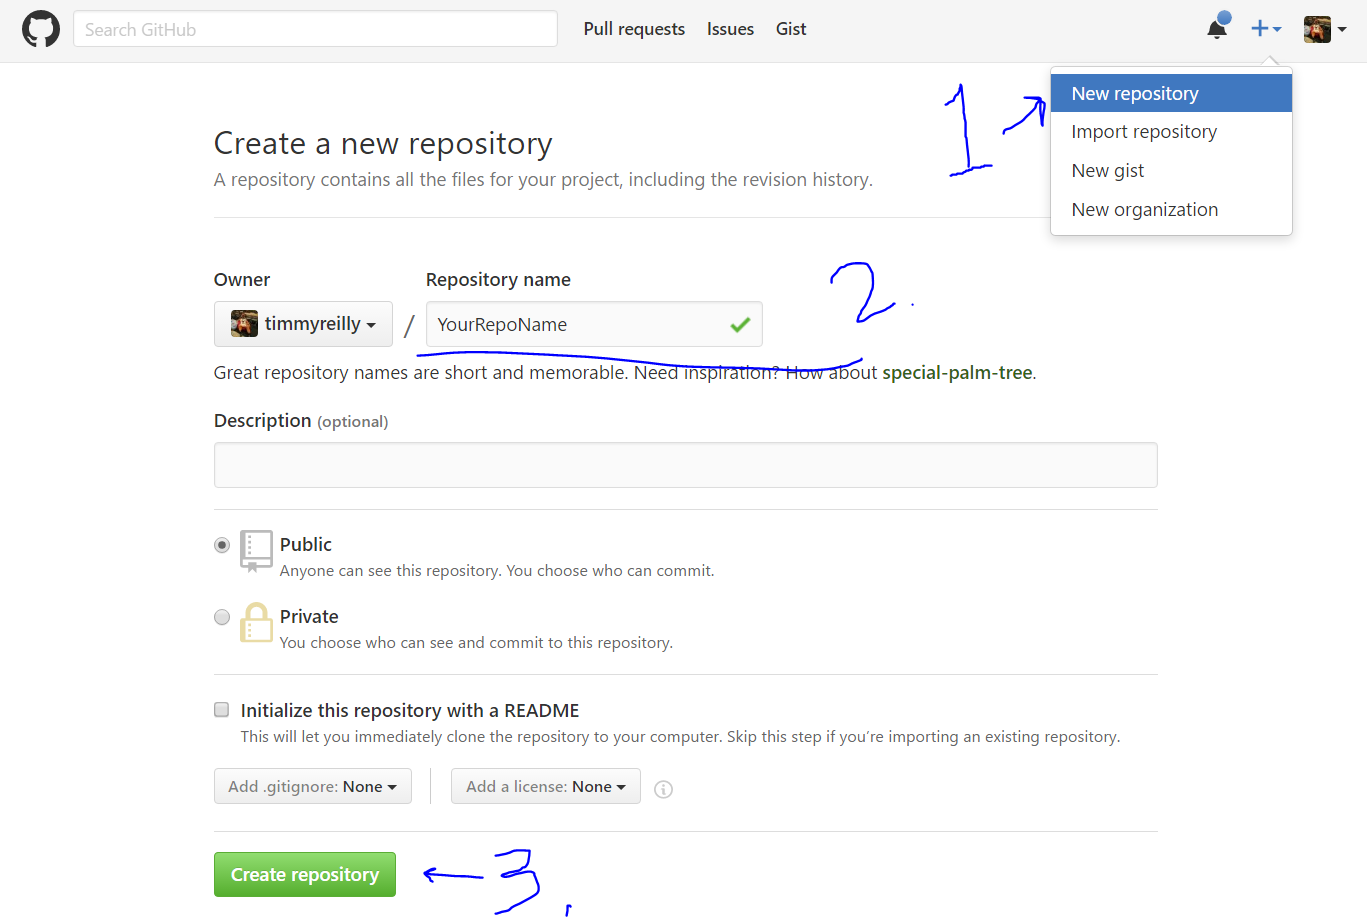 Search GitHub
Pull requests
Issues
Gist
New repository
Import repository
New gist
New organization
1
Create a new repository
A repository contains all the files for your project, including the revision history.
Owner
Repository name
2.
timmyreilly / YourRepoName
Great repository names are short and memorable. Need inspiration? How about special-palm-tree.
Description (optional)
Public
Anyone can see this repository. You choose who can commit.
Private
You choose who can see and commit to this repository.
Initialize this repository with a README
This will let you immediately clone the repository to your computer. Skip this step if you're importing an existing repository.
Add .gitignore: None
Add a license: None
Create repository
3.